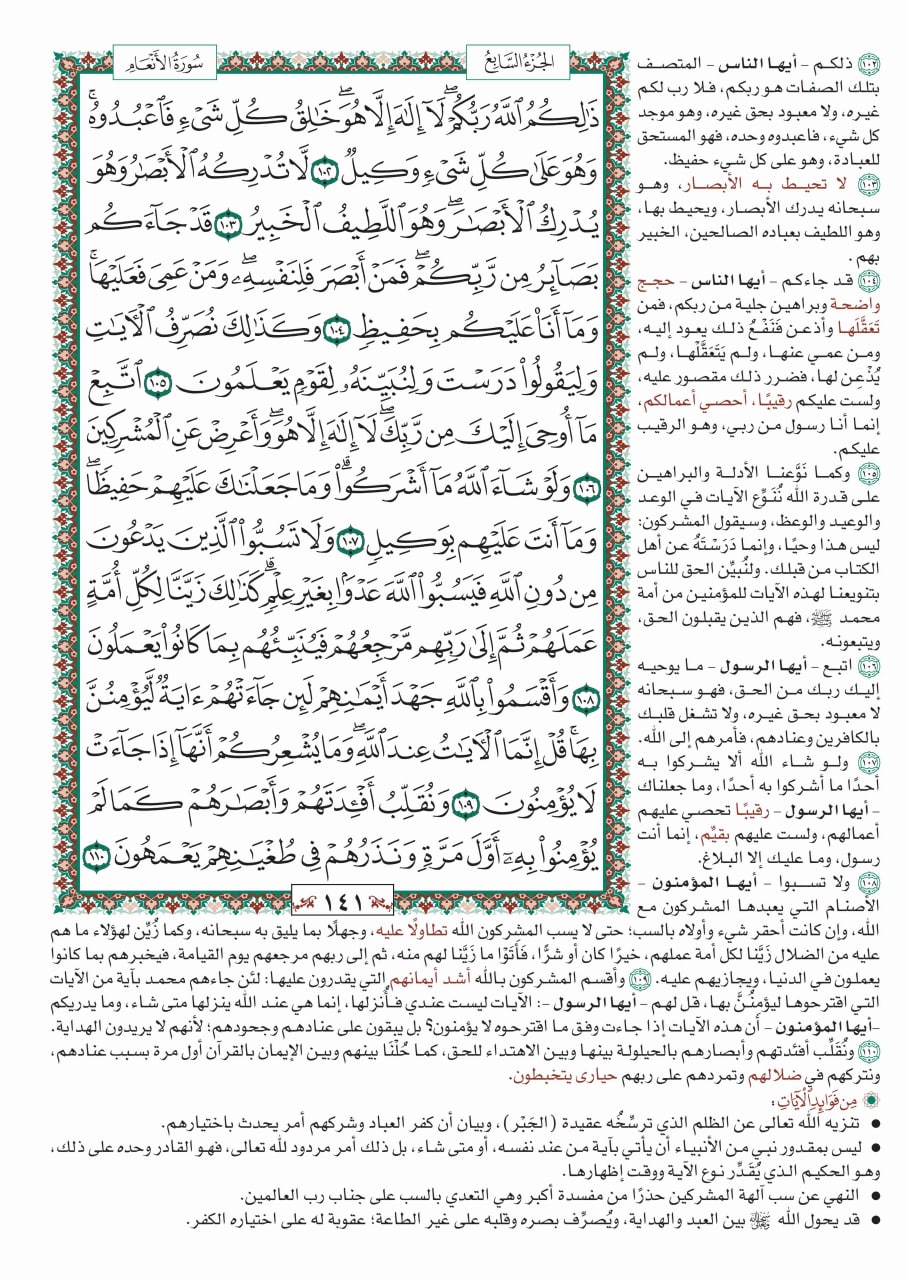 الجزء السابع
سورة الأنعام
ذَٰلِكُمُ ٱللَّهُ رَبُّكُمْ ۖ لَآ إِلَٰهَ إِلَّا هُوَ ۖ خَٰلِقُ كُلِّ شَىْءٍ فَٱعْبُدُوهُ ۚ
وَهُوَ عَلَىٰ كُلِّ شَىْءٍ وَكِيلٌ ١٠٢ لَّا تُدْرِكُهُ ٱلْأَبْصَٰرُ وَهُوَ
يُدْرِكُ ٱلْأَبْصَٰرَ ۖ وَهُوَ ٱللَّطِيفُ ٱلْخَبِيرُ ١٠٣ قَدْ جَآءَكُم
بَصَآئِرُ مِن رَّبِّكُمْ ۖ فَمَنْ أَبْصَرَ فَلِنَفْسِهِۦ ۖ وَمَنْ عَمِىَ فَعَلَيْهَا ۚ
وَمَآ أَنَا۠ عَلَيْكُم بِحَفِيظٍ ١٠٤ وَكَذَٰلِكَ نُصَرِّفُ ٱلْءَايَٰتِ
وَلِيَقُولُوا۟ دَرَسْتَ وَلِنُبَيِّنَهُۥ لِقَوْمٍ يَعْلَمُونَ ١٠٥ ٱتَّبِعْ
مَآ أُوحِىَ إِلَيْكَ مِن رَّبِّكَ ۖ لَآ إِلَٰهَ إِلَّا هُوَ ۖ وَأَعْرِضْ عَنِ ٱلْمُشْرِكِينَ
١٠٦ وَلَوْ شَآءَ ٱللَّهُ مَآ أَشْرَكُوا۟ ۗ وَمَا جَعَلْنَٰكَ عَلَيْهِمْ حَفِيظًا ۖ
وَمَآ أَنتَ عَلَيْهِم بِوَكِيلٍ ١٠٧ وَلَا تَسُبُّوا۟ ٱلَّذِينَ يَدْعُونَ
مِن دُونِ ٱللَّهِ فَيَسُبُّوا۟ ٱللَّهَ عَدْوًۢا بِغَيْرِ عِلْمٍ ۗ كَذَٰلِكَ زَيَّنَّا لِكُلِّ أُمَّةٍ
عَمَلَهُمْ ثُمَّ إِلَىٰ رَبِّهِم مَّرْجِعُهُمْ فَيُنَبِّئُهُم بِمَا كَانُوا۟ يَعْمَلُونَ
١٠٨ وَأَقْسَمُوا۟ بِٱللَّهِ جَهْدَ أَيْمَٰنِهِمْ لَئِن جَآءَتْهُمْ ءَايَةٌ لَّيُؤْمِنُنَّ
بِهَا ۚ قُلْ إِنَّمَا ٱلْءَايَٰتُ عِندَ ٱللَّهِ ۖ وَمَا يُشْعِرُكُمْ أَنَّهَآ إِذَا جَآءَتْ
لَا يُؤْمِنُونَ ١٠٩ وَنُقَلِّبُ أَفْـِٔدَتَهُمْ وَأَبْصَٰرَهُمْ كَمَا لَمْ
يُؤْمِنُوا۟ بِهِۦٓ أَوَّلَ مَرَّةٍ وَنَذَرُهُمْ فِى طُغْيَٰنِهِمْ يَعْمَهُونَ ١١٠
١٤١
١٠٢ ذلكم - أيها الناس - المتصف
بتلك الصفات هو ربكم، فلا رب لكم
غيره، ولا معبود بحق غيره، وهو موجد
كل شيء، فاعبدوه وحده، فهو المستحق
للعبادة، وهو على كل شيء حفيظ.
١٠٣ لا تحيط به الأبصار، وهو
سبحانه يدرك الأبصار، ويحيط بها،
وهو اللطيف بعباده الصالحين، الخبير
بهم.
١٠٤ قد جاءكم - أيها الناس - حجج
واضحة وبراهين جلية من ربكم، فمن
تَعَقَّلَها وأذعن فَنَفْعُ ذلك يعود إليه،
ومن عمي عنها، ولم يَتَعَقَّلْها، ولم
يُذْعِن لها، فضرر ذلك مقصور عليه،
ولست عليكم رقيبًا، أحصي أعمالكم،
إنما أنا رسول من ربي، وهو الرقيب
عليكم.
١٠٥ وكما نَوَّعنا الأدلة والبراهين
على قدرة الله نُنَوِّع الآيات في الوعد
والوعيد والوعظ، وسيقول المشركون:
ليس هذا وحيًا، وإنما دَرَسْتَهُ عن أهل
الكتاب من قبلك. ولنُبيِّن الحق للناس
بتنويعنا لهذه الآيات للمؤمنين من أمة
محمد ﷺ، فهم الذين يقبلون الحق،
ويتبعونه.
١٠٦ اتبع - أيها الرسول - ما يوحيه
إليك ربك من الحق، فهو سبحانه
لا معبود بحق غيره، ولا تشغل قلبك
بالكافرين وعنادهم، فأمرهم إلى الله.
١٠٧ ولو شاء الله ألا يشركوا به
أحدًا ما أشركوا به أحدًا، وما جعلناك
- أيها الرسول - رقيبًا تحصي عليهم
أعمالهم، ولست عليهم بقيِّم، إنما أنت
رسول، وما عليك إلا البلاغ.
١٠٨ ولا تسبوا - أيها المؤمنون -
الأصنام التي يعبدها المشركون مع
الله، وإن كانت أحقر شيء وأولاه بالسب؛ حتى لا يسب المشركون الله تطاولًا عليه، وجهلًا بما يليق به سبحانه، وكما زُيِّن لهؤلاء ما هم
عليه من الضلال زَيَّنا لكل أمة عملهم، خيرًا كان أو شرًّا، فَأَتَوْا ما زَيَّنا لهم منه، ثم إلى ربهم مرجعهم يوم القيامة، فيخبرهم بما كانوا
يعملون في الدنيا، ويجازيهم عليه. ١٠٩ وأقسم المشركون بالله أشد أيمانهم التي يقدرون عليها: لئن جاءهم محمد بآية من الآيات
التي اقترحوها ليؤمنُنَّ بها، قل لهم - أيها الرسول -: الآيات ليست عندي فأُنزلها، إنما هي عند الله ينزلها متى شاء، وما يدريكم
-أيها المؤمنون - أن هذه الآيات إذا جاءت وفق ما اقترحوه لا يؤمنون؟ بل يبقون على عنادهم وجحودهم؛ لأنهم لا يريدون الهداية.
١١٠ ونُقَلِّب أفئدتهم وأبصارهم بالحيلولة بينها وبين الاهتداء للحق، كما حُلْنَا بينهم وبين الإيمان بالقرآن أول مرة بسبب عنادهم،
ونتركهم في ضلالهم وتمردهم على ربهم حيارى يتخبطون.
من فوائد الآيات:
• تنزيه الله تعالى عن الظلم الذي ترسِّخُه عقيدة (الجَبْر)، وبيان أن كفر العباد وشركهم أمر يحدث باختيارهم.
• ليس بمقدور نبي من الأنبياء أن يأتي بآية من عند نفسه، أو متى شاء، بل ذلك أمر مردود لله تعالى، فهو القادر وحده على ذلك،
وهو الحكيم الذي يُقَدِّر نوع الآية ووقت إظهارها.
• النهي عن سب آلهة المشركين حذرًا من مفسدة أكبر وهي التعدي بالسب على جناب رب العالمين.
• قد يحول الله ﷻ بين العبد والهداية، ويُصرِّف بصره وقلبه على غير الطاعة؛ عقوبة له على اختياره الكفر.